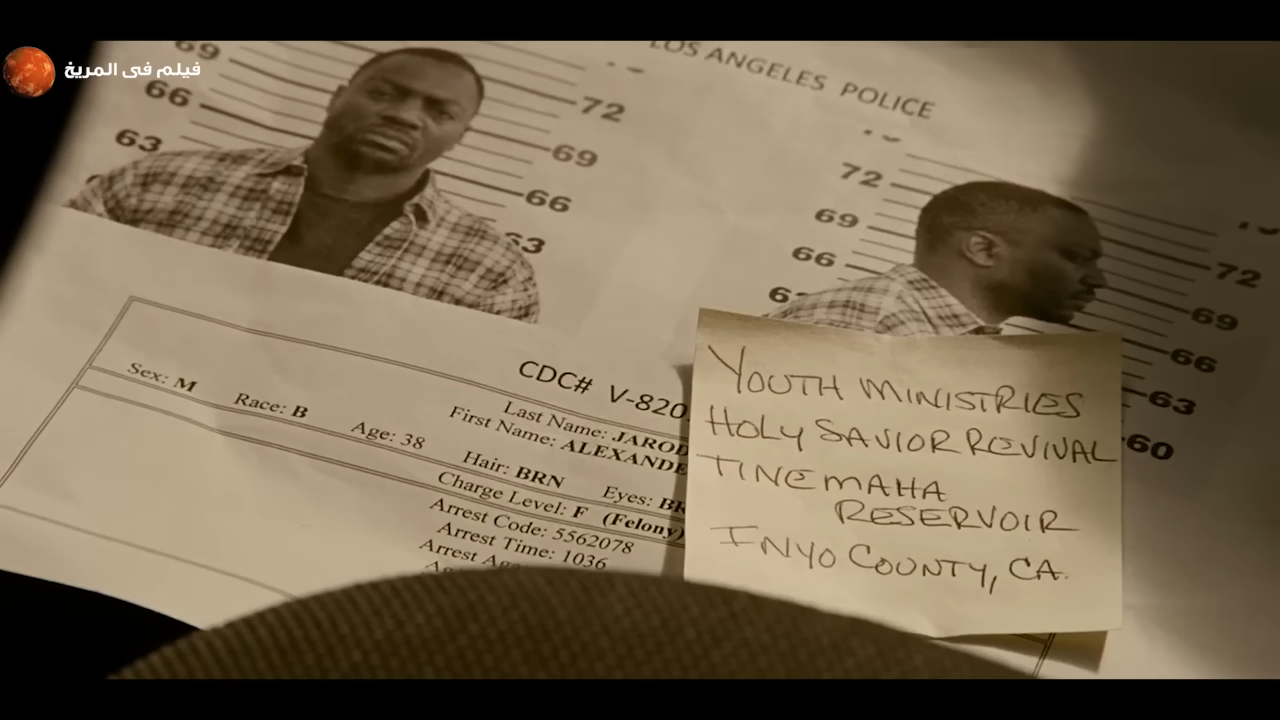 فيلم في المريخ
LOS ANGELES POLICE
69
66
63
72
69
66
63
72
69
66
72
69
66
63
60
CDC# V-820
Last Name: JAROD
First Name: ALEXANDE
Sex: M Race: B Age: 38 Hair: BRN Eyes: BR
Charge Level: F (Felony)
Arrest Code: 5562078
Arrest Time: 1036
Arrest
YOUTH MINISTRIES
HOLY SAVIOR REVIVAL
TINEMAHA
RESERVOIR
INYO COUNTY, CA.